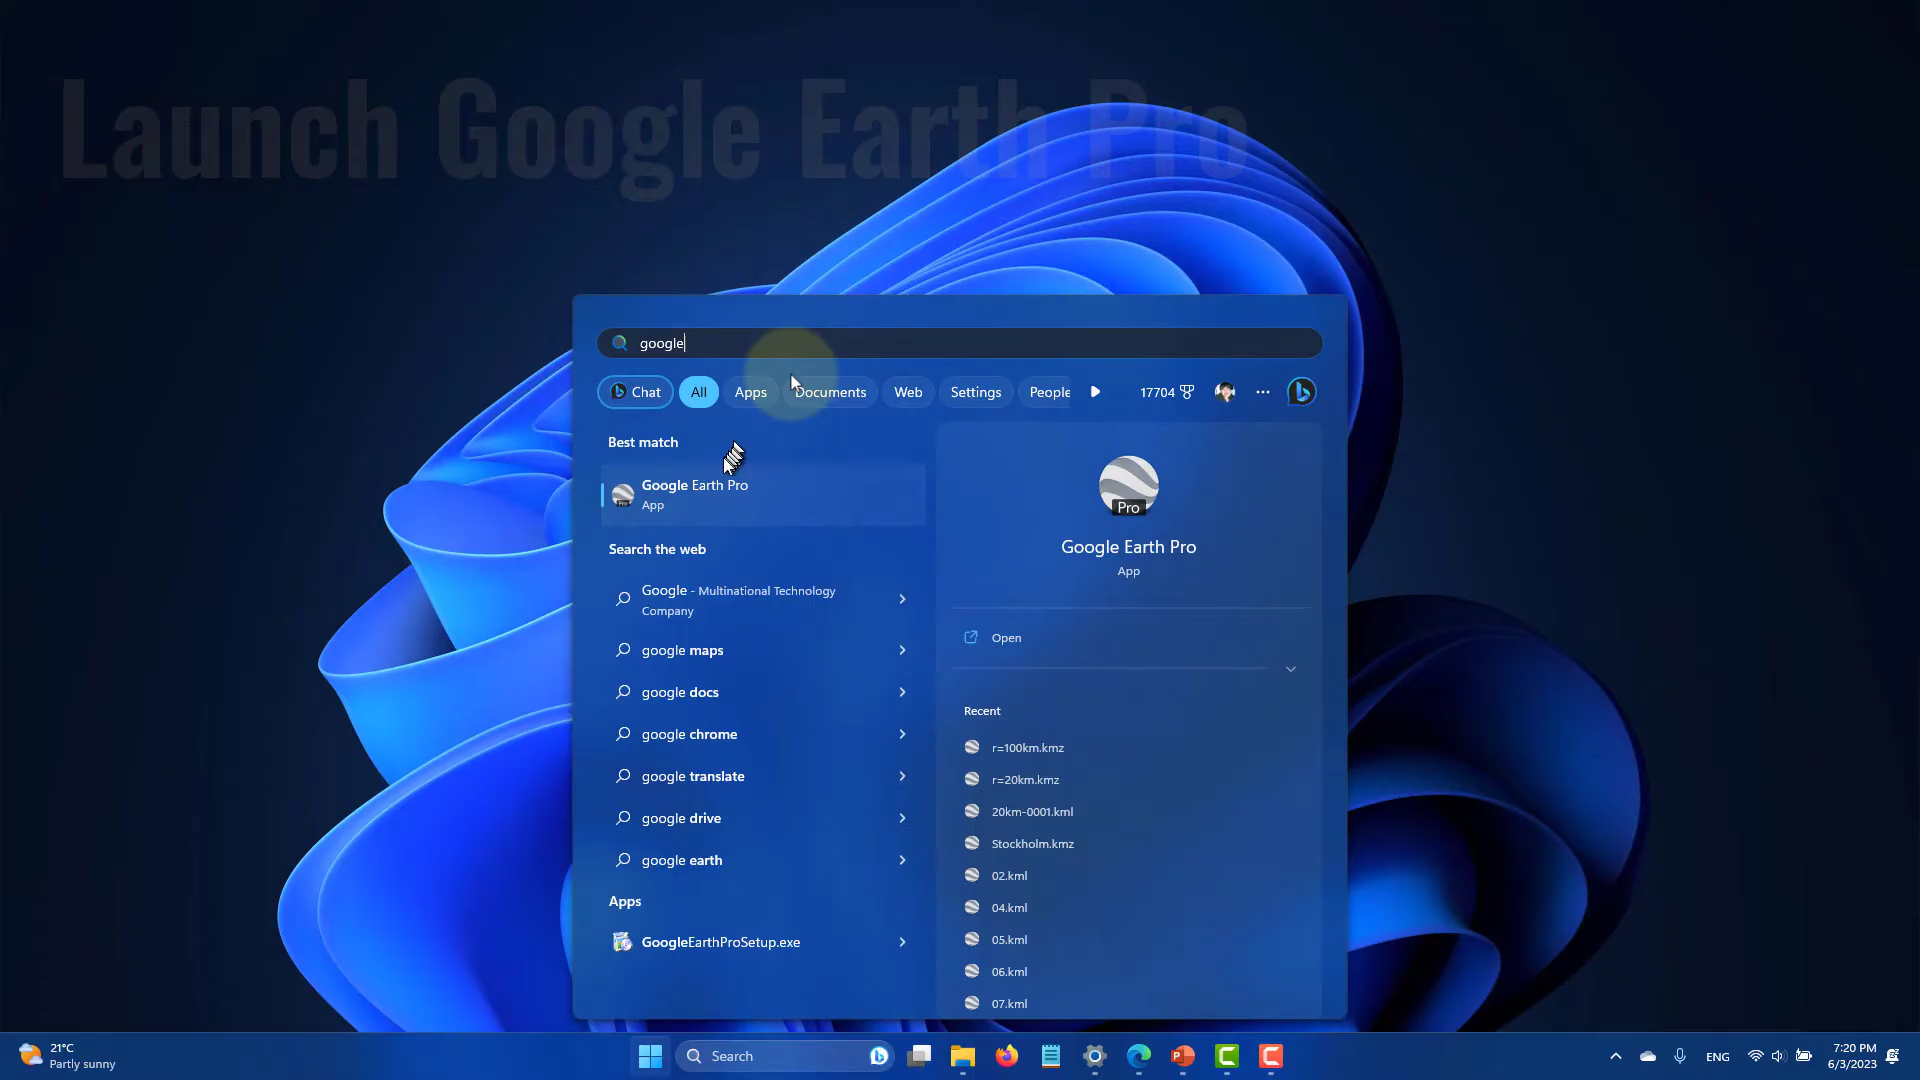 Launch Google Earth Pro
google
Chat
All
Apps
Documents
Web
Settings
People
17704
Best match
Google Earth Pro
App
Search the web
Google - Multinational Technology
Company
google maps
google docs
google chrome
google translate
google drive
google earth
Apps
GoogleEarthProSetup.exe
Pro
Google Earth Pro
App
Open
Recent
r=100km.kmz
r=20km.kmz
20km-0001.kml
Stockholm.kmz
02.kml
04.kml
05.kml
06.kml
07.kml
21°C
Partly sunny
Search
ENG
7:20 PM
6/3/2023